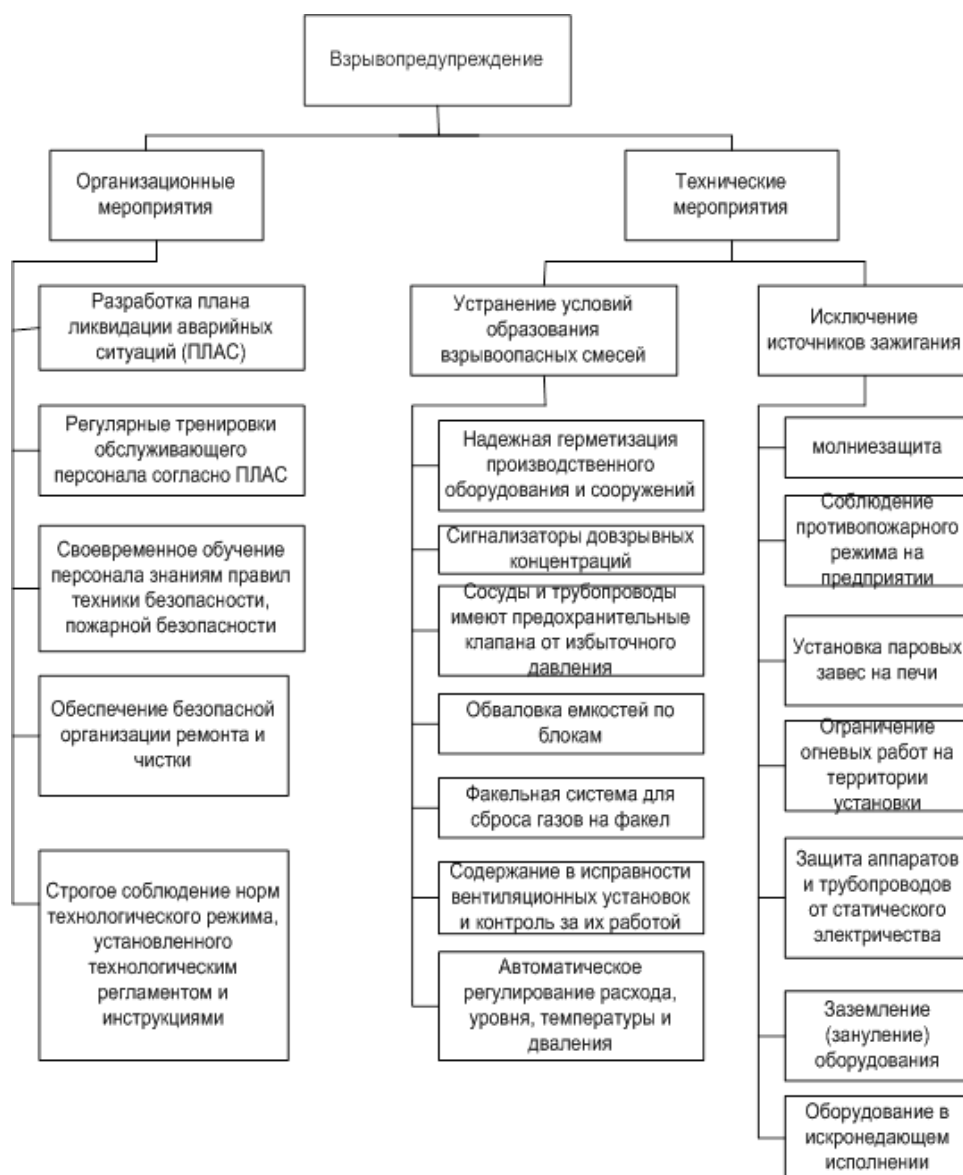 Взрывопредупреждение
Организационные
мероприятия
Технические
мероприятия
Разработка плана
ликвидации аварийных
ситуаций (ПЛАС)
Регулярные тренировки
обслуживающего
персонала согласно ПЛАС
Своевременное обучение
персонала знаниям правил
техники безопасности,
пожарной безопасности
Обеспечение безопасной
организации ремонта и
чистки
Строгое соблюдение норм
технологического режима,
установленного
технологическим
регламентом и
инструкциями
Устранение условий
образования
взрывоопасных смесей
Надежная герметизация
производственного
оборудования и сооружений
Сигнализаторы довзрывных
концентраций
Сосуды и трубопроводы
имеют предохранительные
клапана от избыточного
давления
Обваловка емкостей по
блокам
Факельная система для
сброса газов на факел
Содержание в исправности
вентиляционных установок
и контроль за их работой
Автоматическое
регулирование расхода,
уровня, температуры и
дваления
Исключение
источников зажигания
молниезащита
Соблюдение
противопожарного
режима на
предприятии
Установка паровых
завес на печи
Ограничение
огневых работ на
территории
установки
Защита аппаратов
и трубопроводов
от статического
электричества
Заземление
(зануление)
оборудования
Оборудование в
искронедающем
исполнении